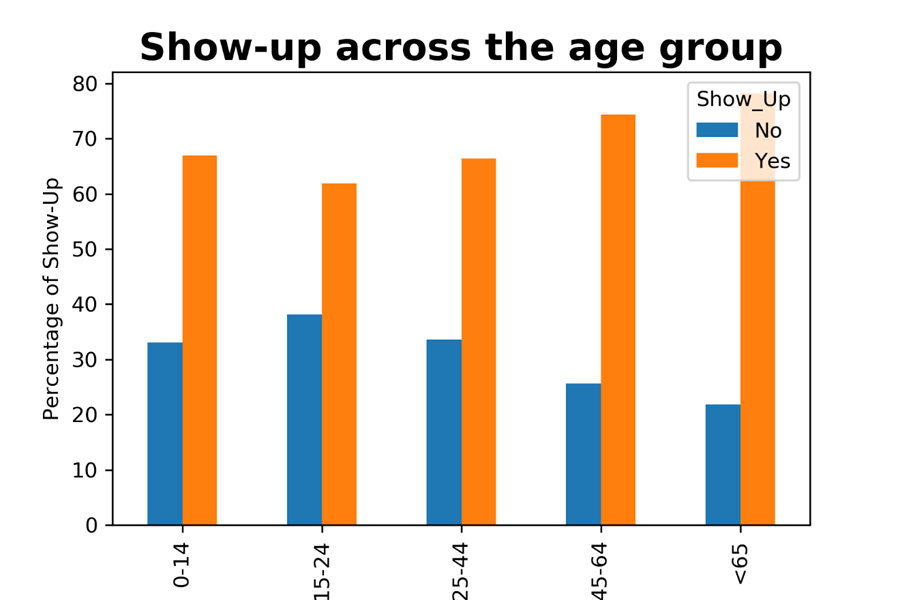 Show-up across the age group
Percentage of Show-Up
80
70
60
50
40
30
20
10
0
Show_Up
No
Yes
0-14
15-24
25-44
45-64
<65